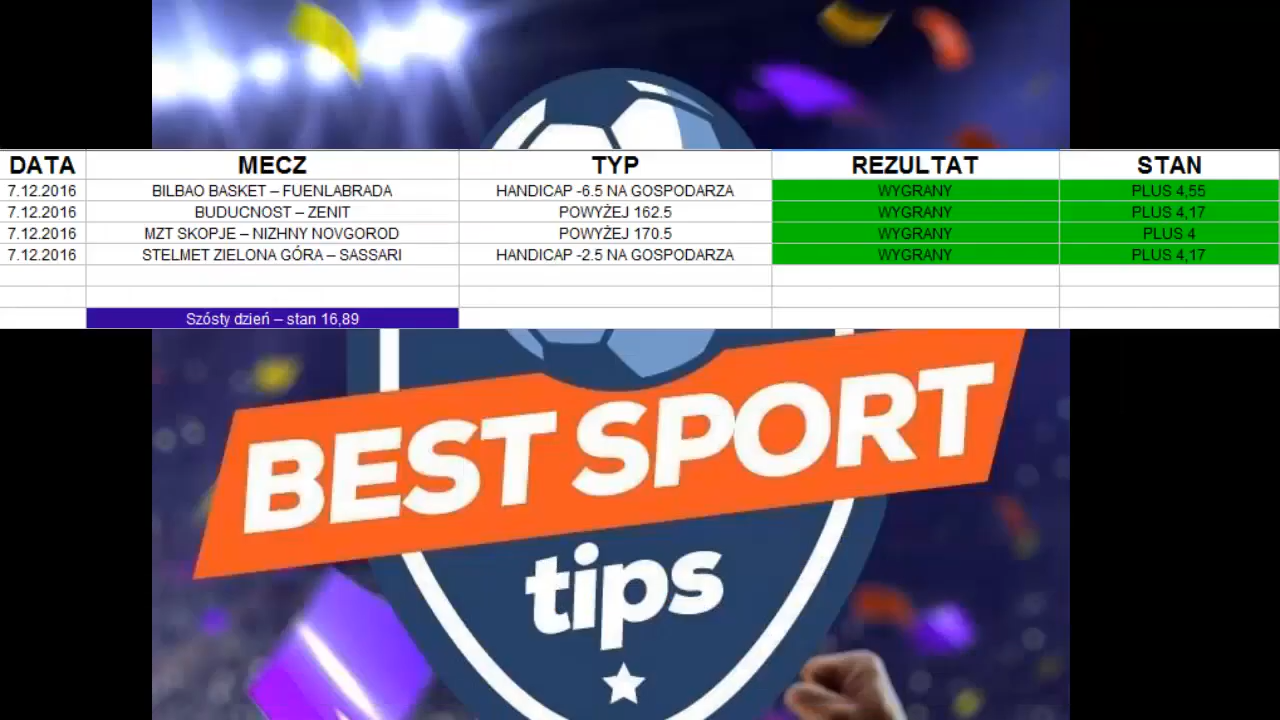 DATA MECZ TYP REZULTAT STAN
7.12.2016 BILBAO BASKET – FUENLABRADA HANDICAP -6.5 NA GOSPODARZA WYGRANY PLUS 4,55
7.12.2016 BUDUCNOST – ZENIT POWYŻEJ 162.5 WYGRANY PLUS 4,17
7.12.2016 MZT SKOPJE – NIZHNY NOVGOROD POWYŻEJ 170.5 WYGRANY PLUS 4
7.12.2016 STELMET ZIELONA GÓRA – SASSARI HANDICAP -2.5 NA GOSPODARZA WYGRANY PLUS 4,17
Szósty dzień – stan 16,89
BEST SPORT
tips